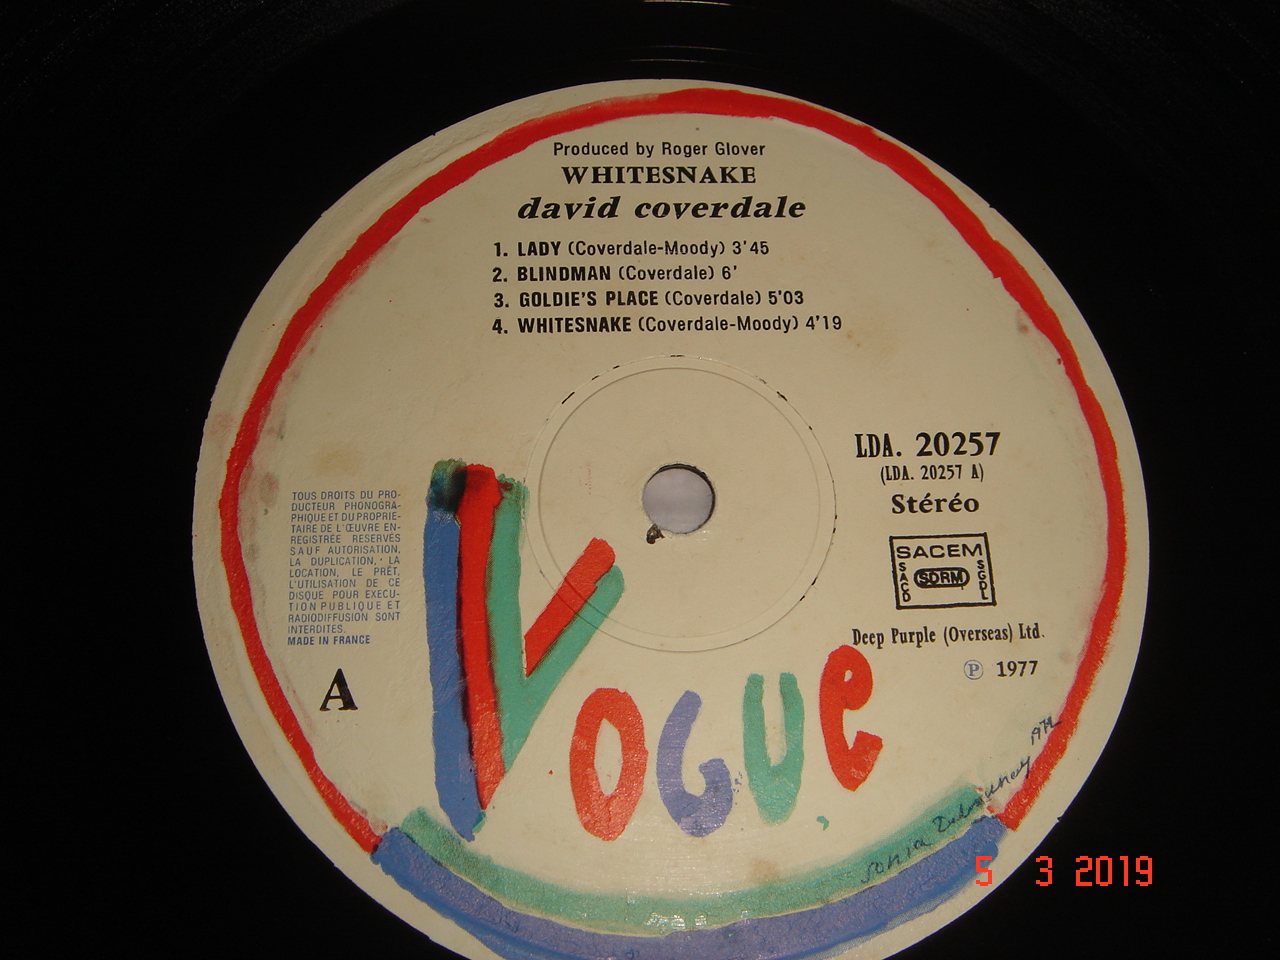 Produced by Roger Glover
WHITESNAKE
david coverdale
1. LADY (Coverdale-Moody) 3'45
2. BLINDMAN (Coverdale) 6'
3. GOLDIE'S PLACE (Coverdale) 5'03
4. WHITESNAKE (Coverdale-Moody) 4'19
LDA. 20257
(LDA. 20257 A)
Stéréo
SACEM
SACD
SDRM
SGDL
Deep Purple (Overseas) Ltd.
℗ 1977
TOUS DROITS DU PRO-
DUCTEUR PHONOGRA-
PHIQUE ET DU PROPRIE-
TAIRE DE L'ŒUVRE EN-
REGISTRÉE RESERVÉS
SAUF AUTORISATION,
LA DUPLICATION, LA
LOCATION, LE PRÊT,
L'UTILISATION DE CE
DISQUE POUR EXECU-
TION PUBLIQUE ET
RADIODIFFUSION SONT
INTERDITES.
MADE IN FRANCE
A
VOGUE
Sonia Delaunay
5 3 2019